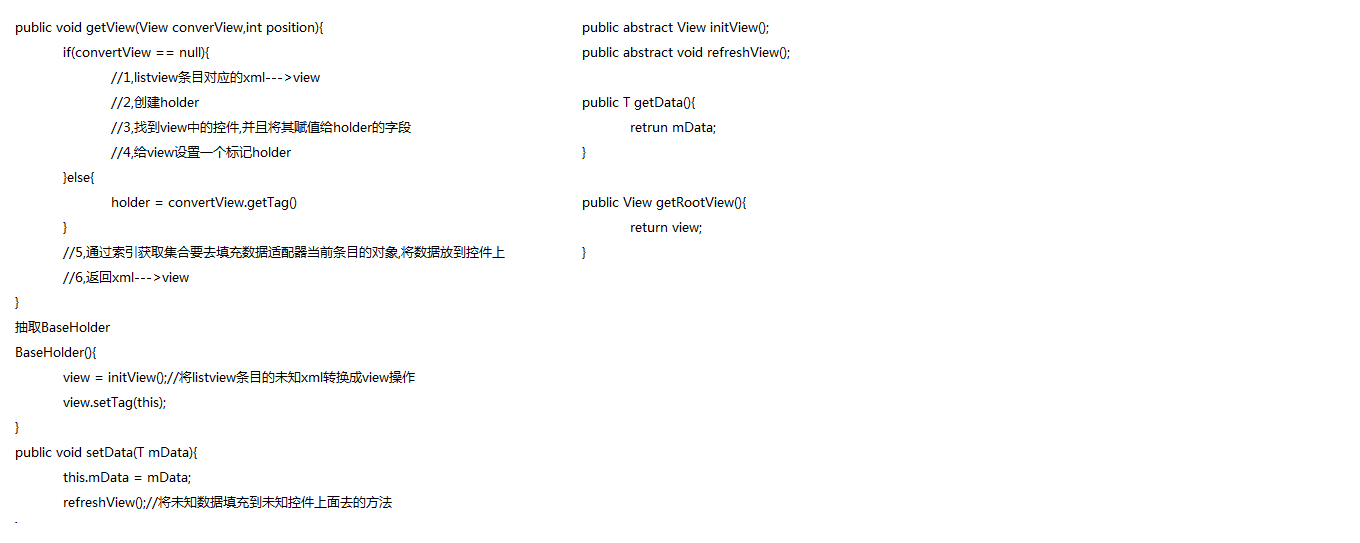 public void getView(View converView,int position){
if(convertView == null){
//1,listview条目对应的xml--->view
//2,创建holder
//3,找到view中的控件,并且将其赋值给holder的字段
//4,给view设置一个标记holder
}else{
holder = convertView.getTag()
}
//5,通过索引获取集合要去填充数据适配器当前条目的对象,将数据放到控件上
//6,返回xml--->view
}
抽取BaseHolder
BaseHolder(){
view = initView();//将listview条目的未知xml转换成view操作
view.setTag(this);
}
public void setData(T mData){
this.mData = mData;
refreshView();//将未知数据填充到未知控件上面去的方法
public abstract View initView();
public abstract void refreshView();
public T getData(){
retrun mData;
}
public View getRootView(){
return view;
}